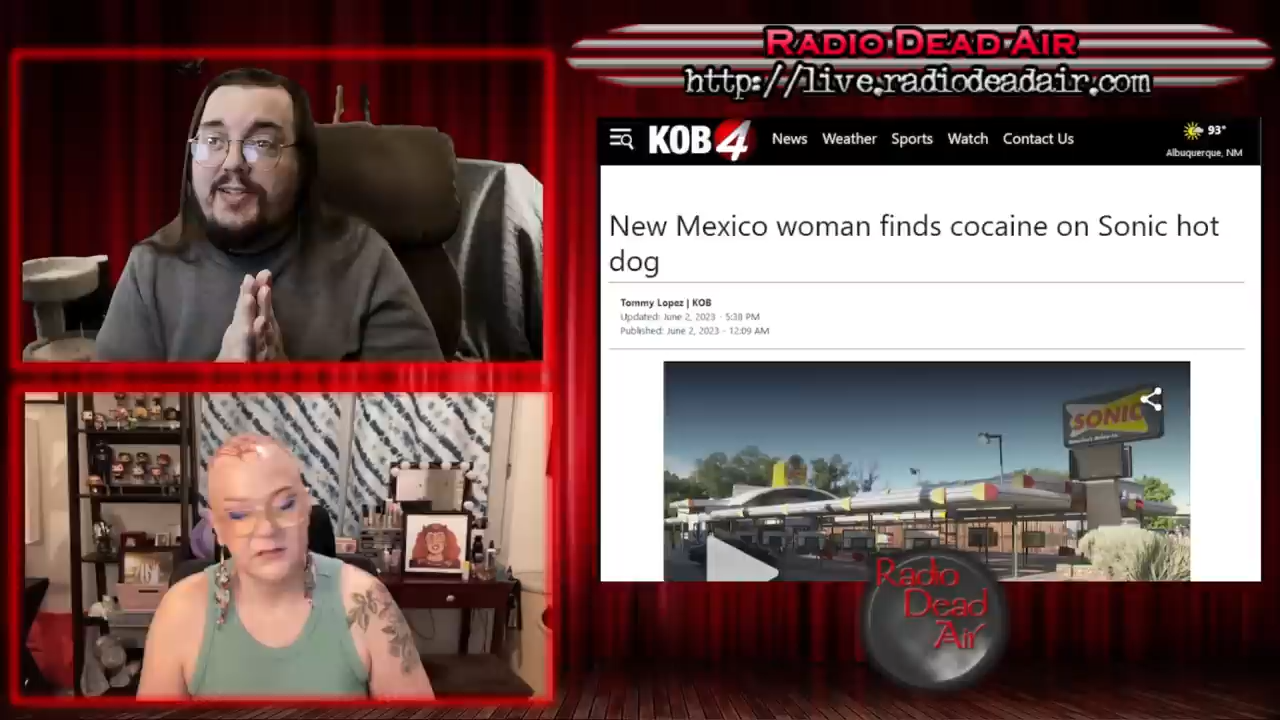 RADIO DEAD AIR
http://live.radiodeadair.com
KOB 4
News
Weather
Sports
Watch
Contact Us
93°
Albuquerque, NM
New Mexico woman finds cocaine on Sonic hot
dog
Tommy Lopez | KOB
Updated: June 2, 2023 - 5:38 PM
Published: June 2, 2023 - 12:09 AM
SONIC
Radio
Dead
Air